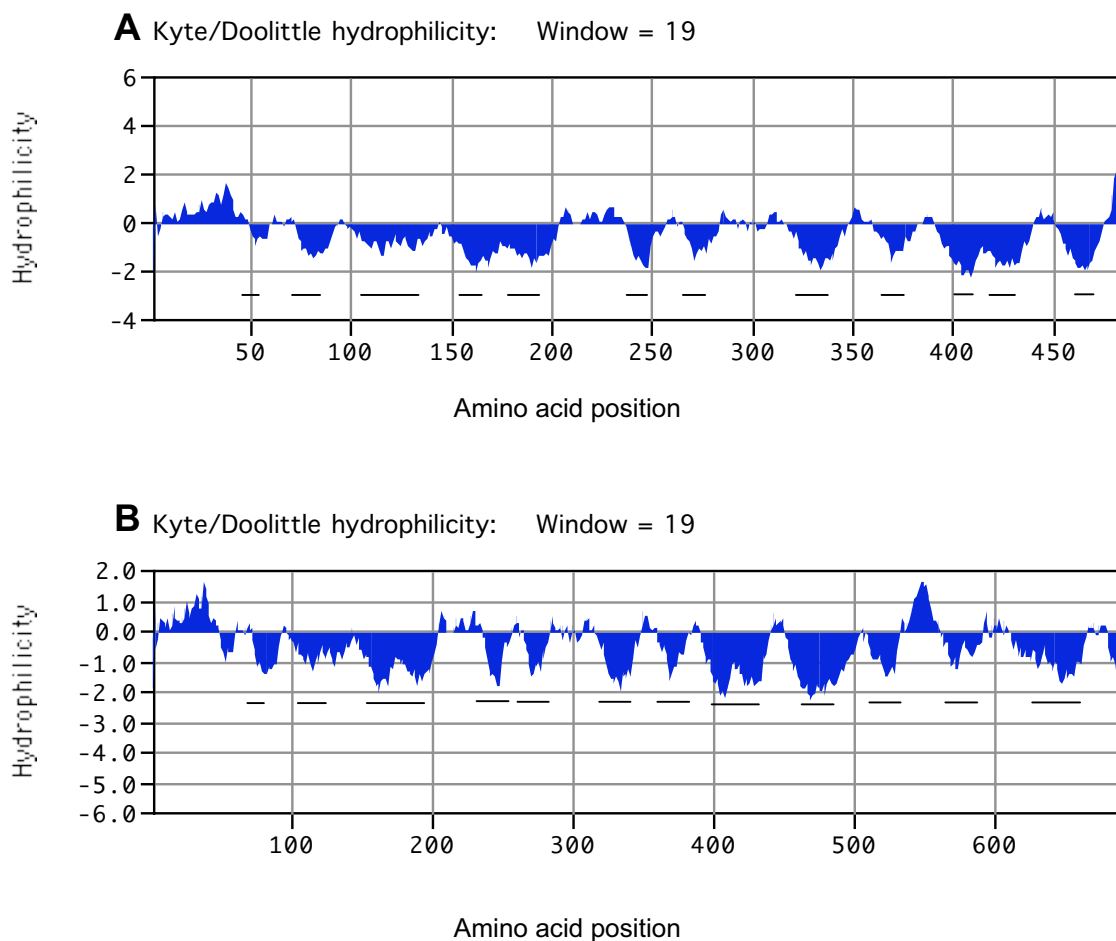 A Kyte/Doolittle hydrophilicity: Window = 19
Hydrophilicity
6
4
2
0
-2
-4
50 100 150 200 250 300 350 400 450
Amino acid position
B Kyte/Doolittle hydrophilicity: Window = 19
Hydrophilicity
2.0
1.0
0.0
-1.0
-2.0
-3.0
-4.0
-5.0
-6.0
100 200 300 400 500 600
Amino acid position